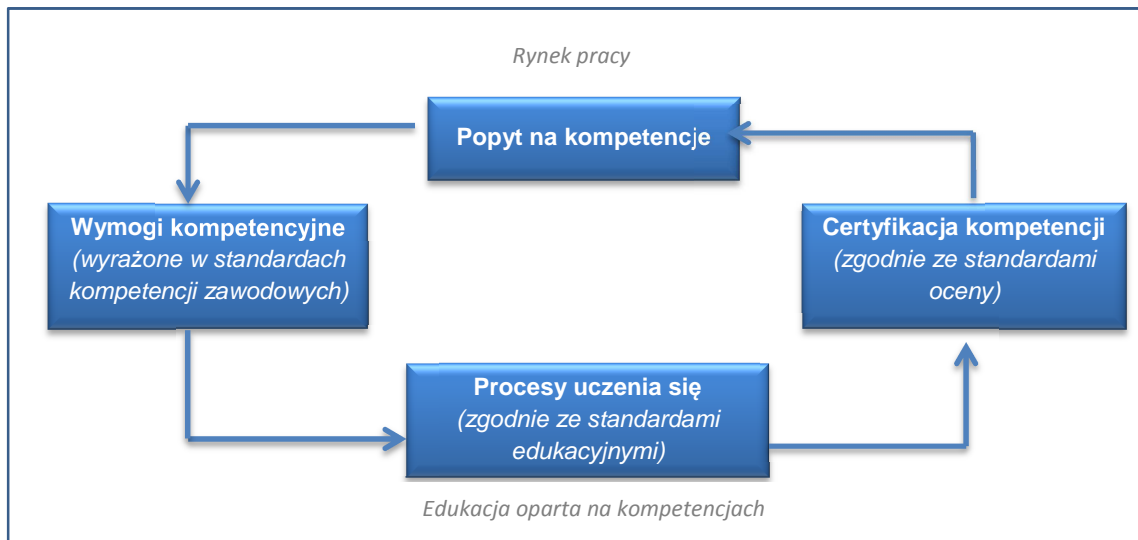 Rynek pracy
Popyt na kompetencje
Wymogi kompetencyjne
(wyrażone w standardach
kompetencji zawodowych)
Certyfikacja kompetencji
(zgodnie ze standardami
oceny)
Procesy uczenia się
(zgodnie ze standardami
edukacyjnymi)
Edukacja oparta na kompetencjach